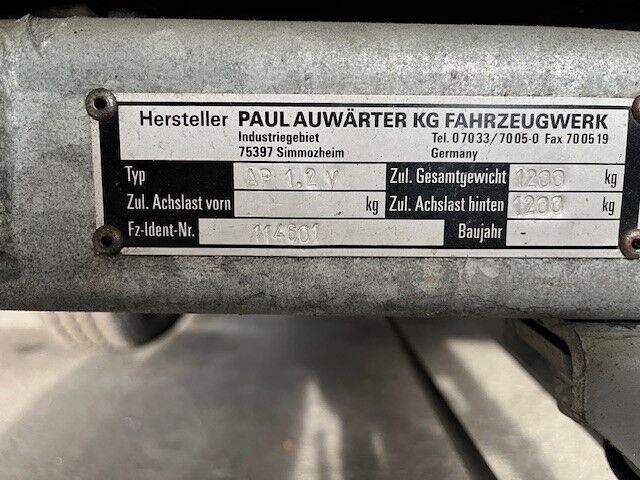 Hersteller PAUL AUWÄRTER KG FAHRZEUGWERK
Industriegebiet Tel. 07033/7005-0 Fax 700519
75397 Simmozheim Germany
Typ AP 1.2 V Zul. Gesamtgewicht 1200 kg
Zul. Achslast vorn - kg Zul. Achslast hinten 1200 kg
Fz-Ident-Nr. 114601 Baujahr -